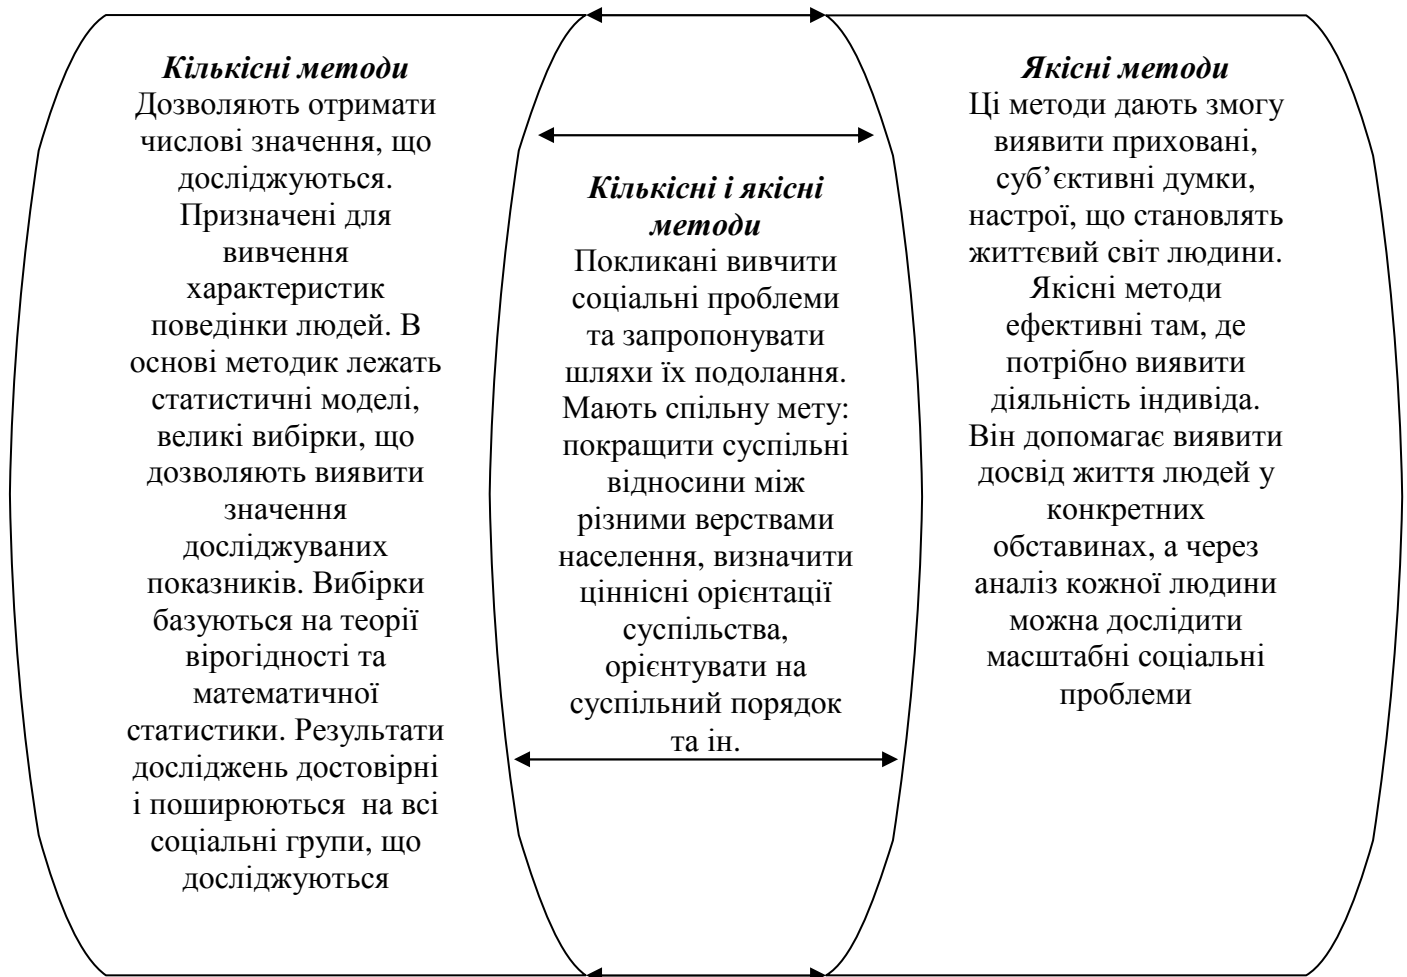 Кількісні методи
Дозволяють отримати
числові значення, що
досліджуються.
Призначені для
вивчення
характеристик
поведінки людей. В
основі методик лежать
статистичні моделі,
великі вибірки, що
дозволяють виявити
значення
досліджуваних
показників. Вибірки
базуються на теорії
вірогідності та
математичної
статистики. Результати
досліджень достовірні
і поширюються на всі
соціальні групи, що
досліджуються
Кількісні і якісні
методи
Покликані вивчити
соціальні проблеми
та запропонувати
шляхи їх подолання.
Мають спільну мету:
покращити суспільні
відносини між
різними верствами
населення, визначити
ціннісні орієнтації
суспільства,
орієнтувати на
суспільний порядок
та ін.
Якісні методи
Ці методи дають змогу
виявити приховані,
суб’єктивні думки,
настрої, що становлять
життєвий світ людини.
Якісні методи
ефективні там, де
потрібно виявити
діяльність індивіда.
Він допомагає виявити
досвід життя людей у
конкретних
обставинах, а через
аналіз кожної людини
можна дослідити
масштабні соціальні
проблеми